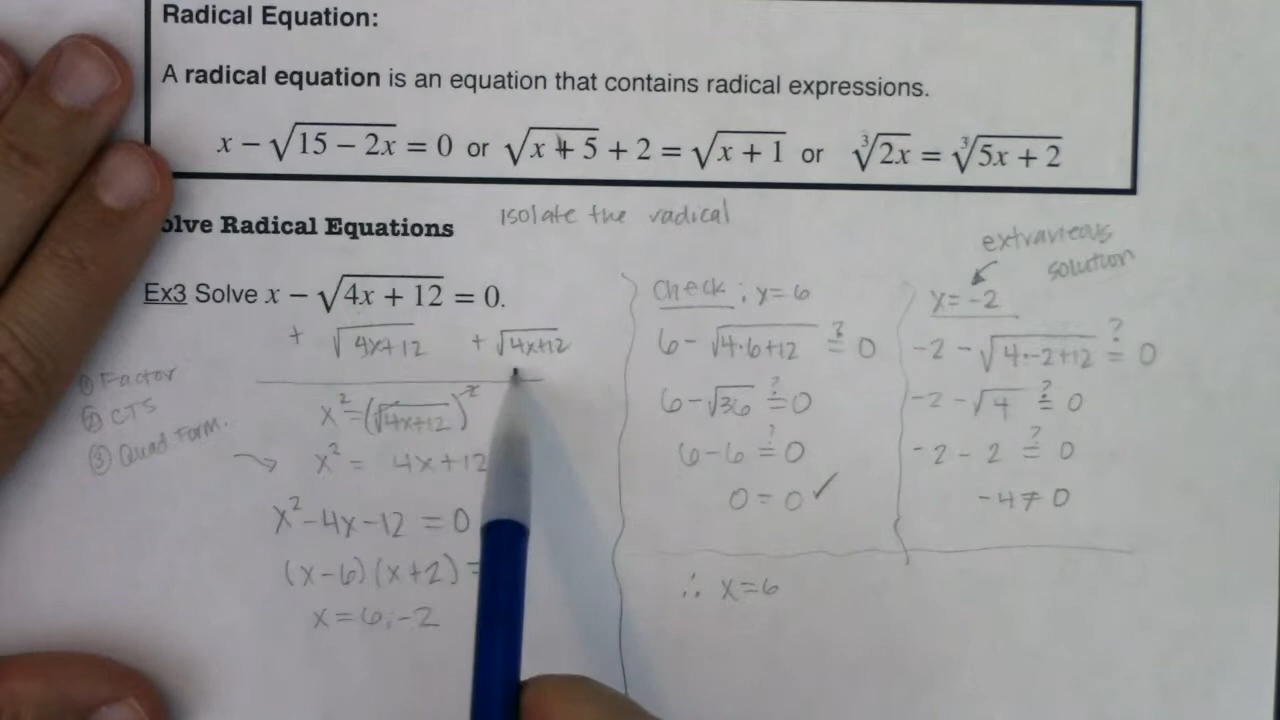 Radical Equation:
A radical equation is an equation that contains radical expressions.
x − √(15 − 2x) = 0 or √(x + 5) + 2 = √(x + 1) or ∛(2x) = ∛(5x + 2)
olve Radical Equations
Isolate the radical
Ex3 Solve x − √(4x + 12) = 0.
+ √(4x+12) + √(4x+12)
① Factor
② CTS
③ Quad Form.
x² = (√(4x+12))²
→ x² = 4x+12
x² - 4x - 12 = 0
(x-6)(x+2) =
x = 6, -2
Check: x=6
6 - √(4·6+12) ≟ 0
6 - √36 ≟ 0
6 - 6 ≟ 0
0 = 0 ✓
∴ x=6
extraneous
solution
x = -2
-2 - √(4·-2+12) ≟ 0
-2 - √4 ≟ 0
-2 - 2 ≟ 0
-4 ≠ 0